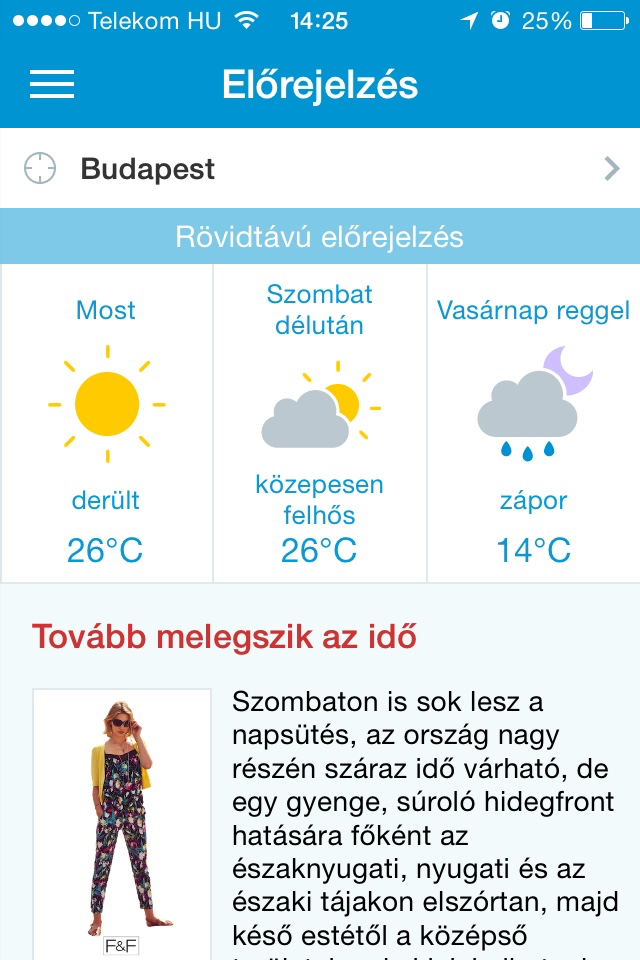 Telekom HU 14:25 25%
Előrejelzés
Budapest
Rövidtávú előrejelzés
Most
derült
26°C
Szombat
délután
közepesen
felhős
26°C
Vasárnap reggel
zápor
14°C
Tovább melegszik az idő
F&F
Szombaton is sok lesz a
napsütés, az ország nagy
részén száraz idő várható, de
egy gyenge, súroló hidegfront
hatására főként az
északnyugati, nyugati és az
északi tájakon elszórtan, majd
késő estétől a középső